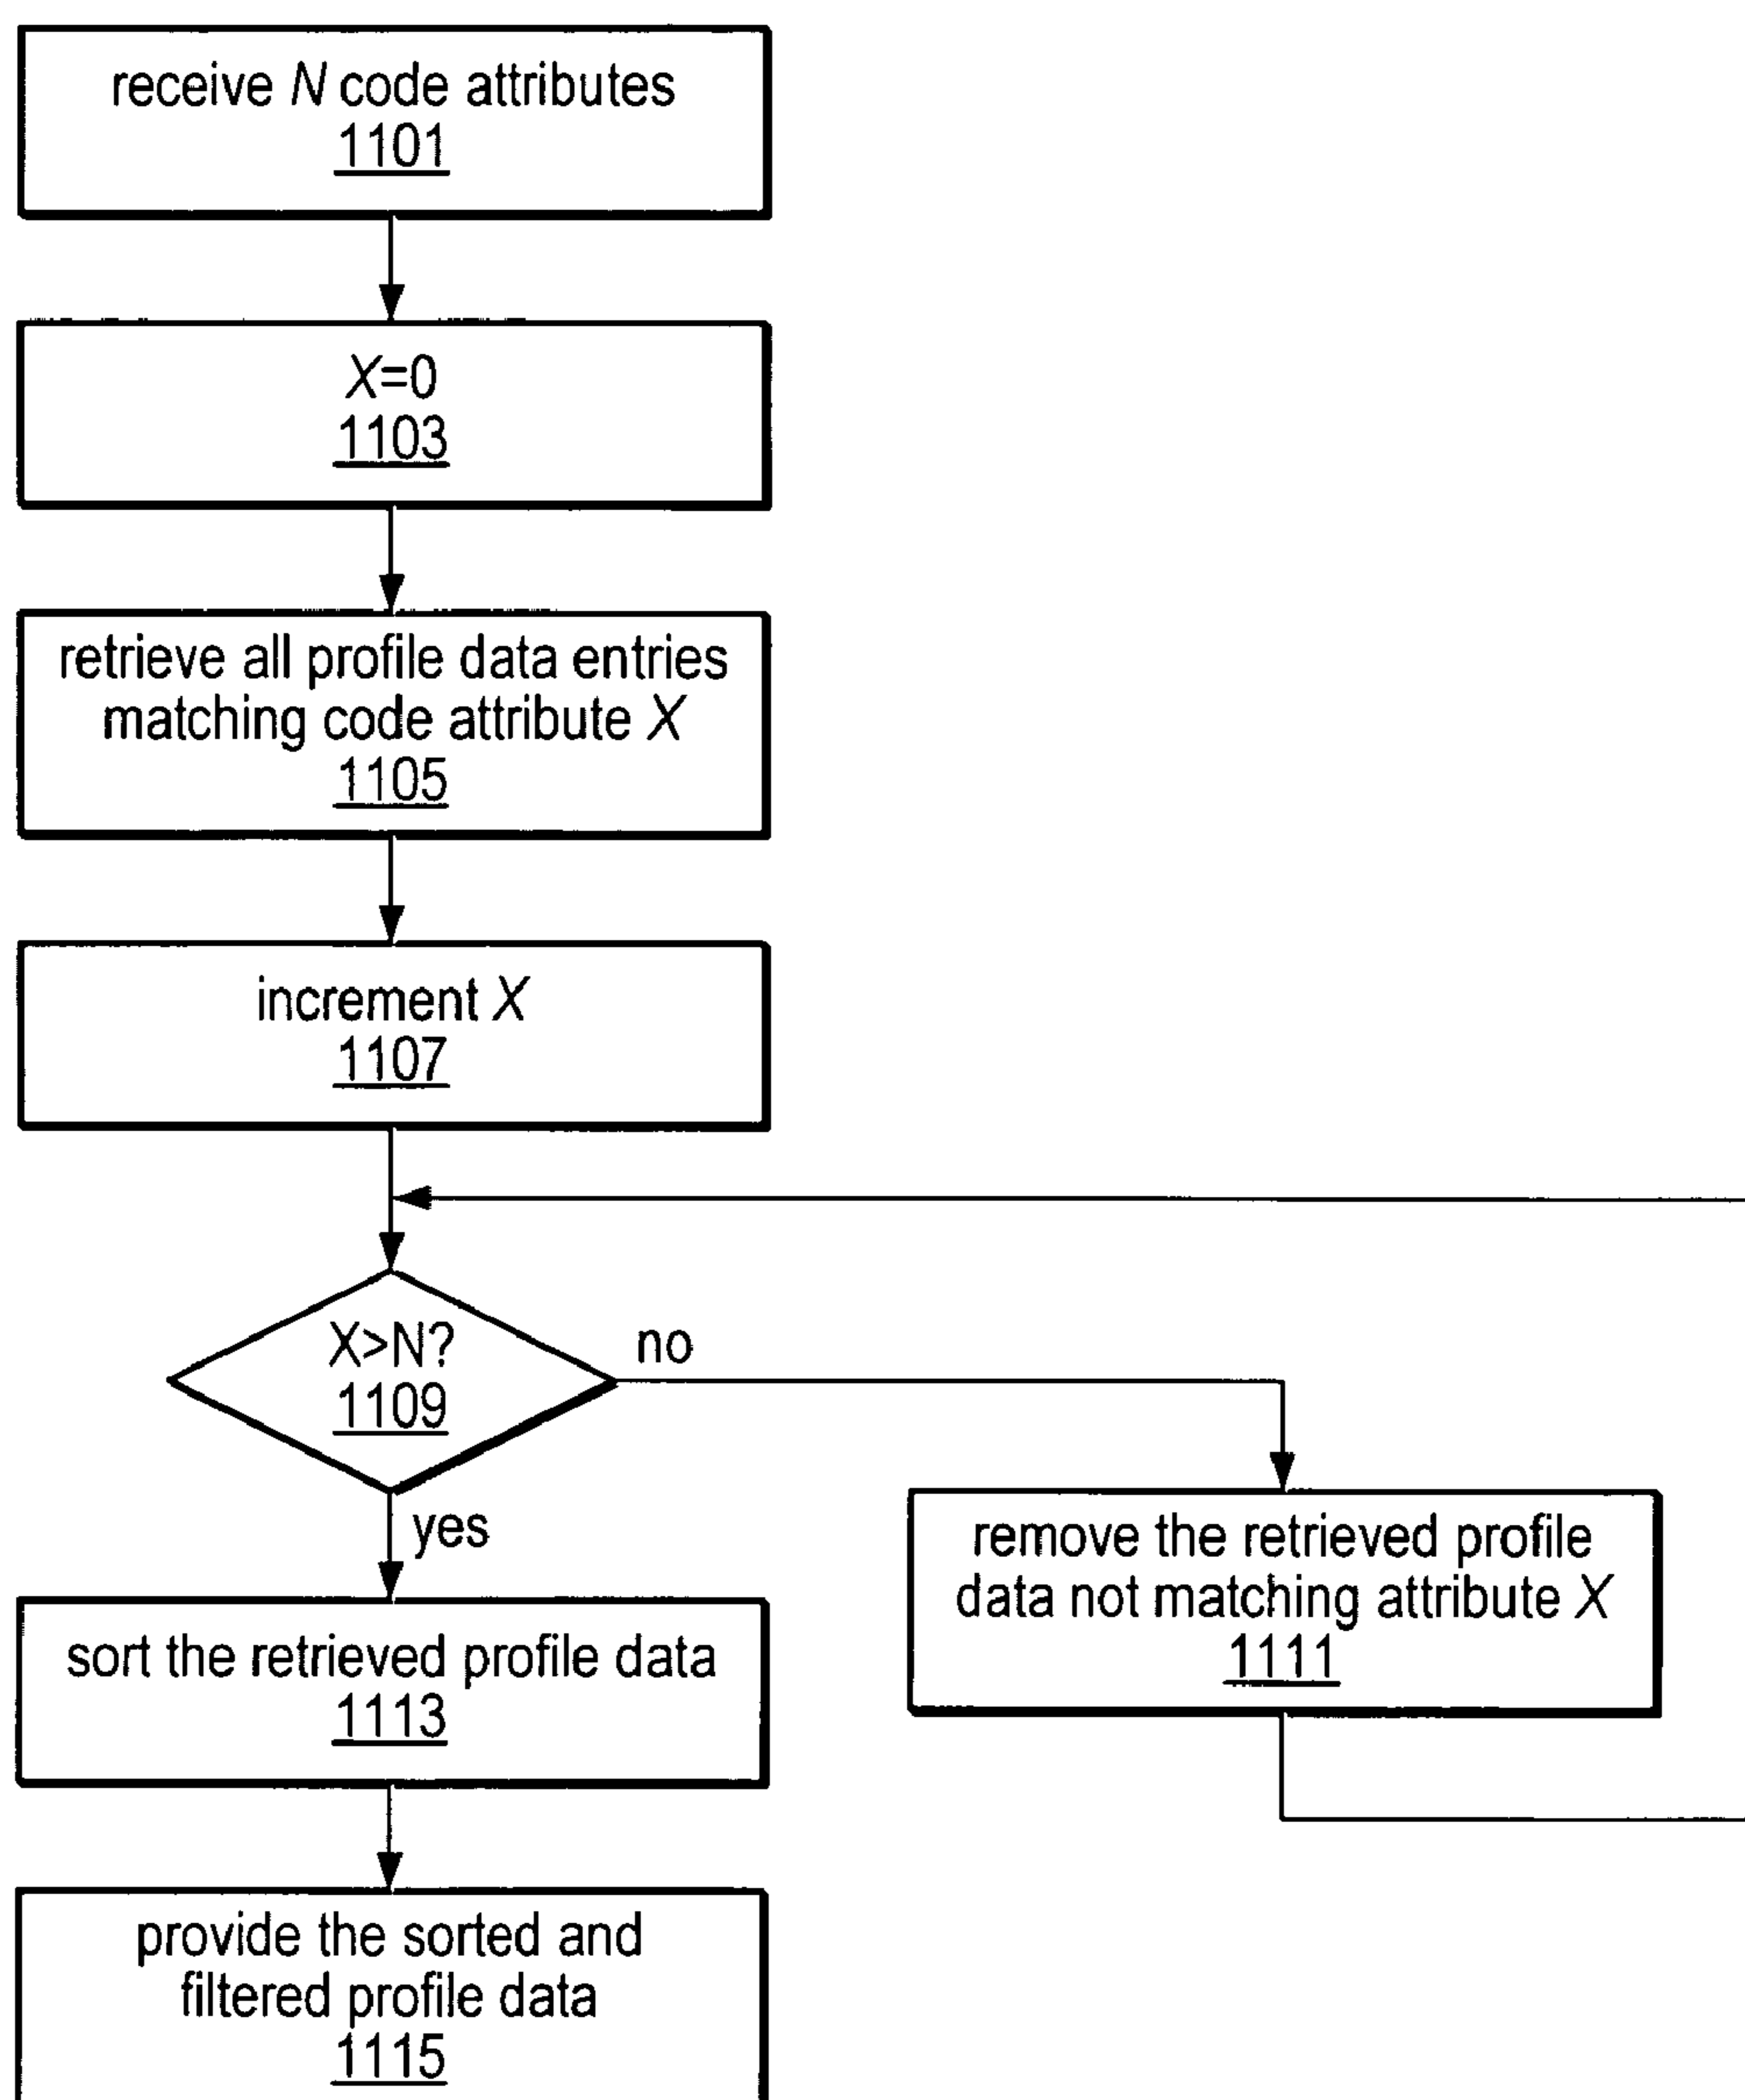 receive N code attributes
1101
X=0
1103
retrieve all profile data entries
matching code attribute X
1105
increment X
1107
X>N?
1109
no
yes
remove the retrieved profile
data not matching attribute X
1111
sort the retrieved profile data
1113
provide the sorted and
filtered profile data
1115